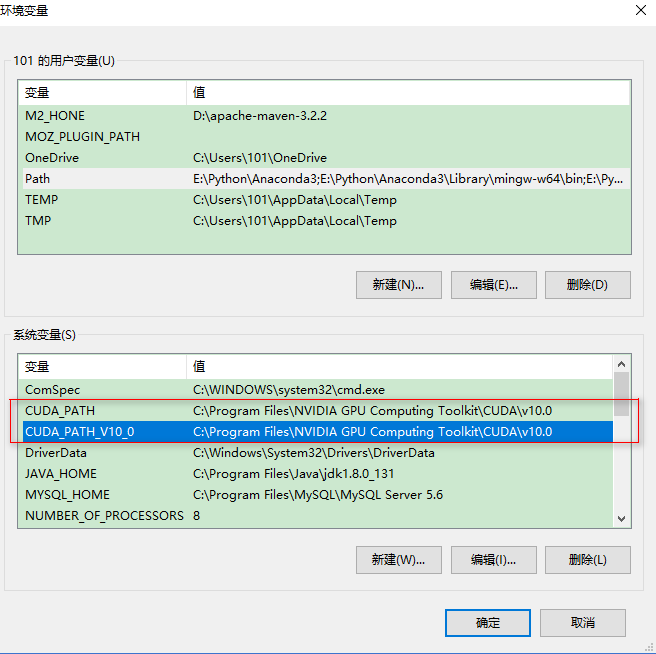 环境变量
101 的用户变量(U)
变量 值
M2_HONE D:\apache-maven-3.2.2
MOZ_PLUGIN_PATH
OneDrive C:\Users\101\OneDrive
Path E:\Python\Anaconda3;E:\Python\Anaconda3\Library\mingw-w64\bin;E:\Py...
TEMP C:\Users\101\AppData\Local\Temp
TMP C:\Users\101\AppData\Local\Temp
新建(N)... 编辑(E)... 删除(D)
系统变量(S)
变量 值
ComSpec C:\WINDOWS\system32\cmd.exe
CUDA_PATH C:\Program Files\NVIDIA GPU Computing Toolkit\CUDA\v10.0
CUDA_PATH_V10_0 C:\Program Files\NVIDIA GPU Computing Toolkit\CUDA\v10.0
DriverData C:\Windows\System32\Drivers\DriverData
JAVA_HOME C:\Program Files\Java\jdk1.8.0_131
MYSQL_HOME C:\Program Files\MySQL\MySQL Server 5.6
NUMBER_OF_PROCESSORS 8
新建(W)... 编辑(I)... 删除(L)
确定 取消